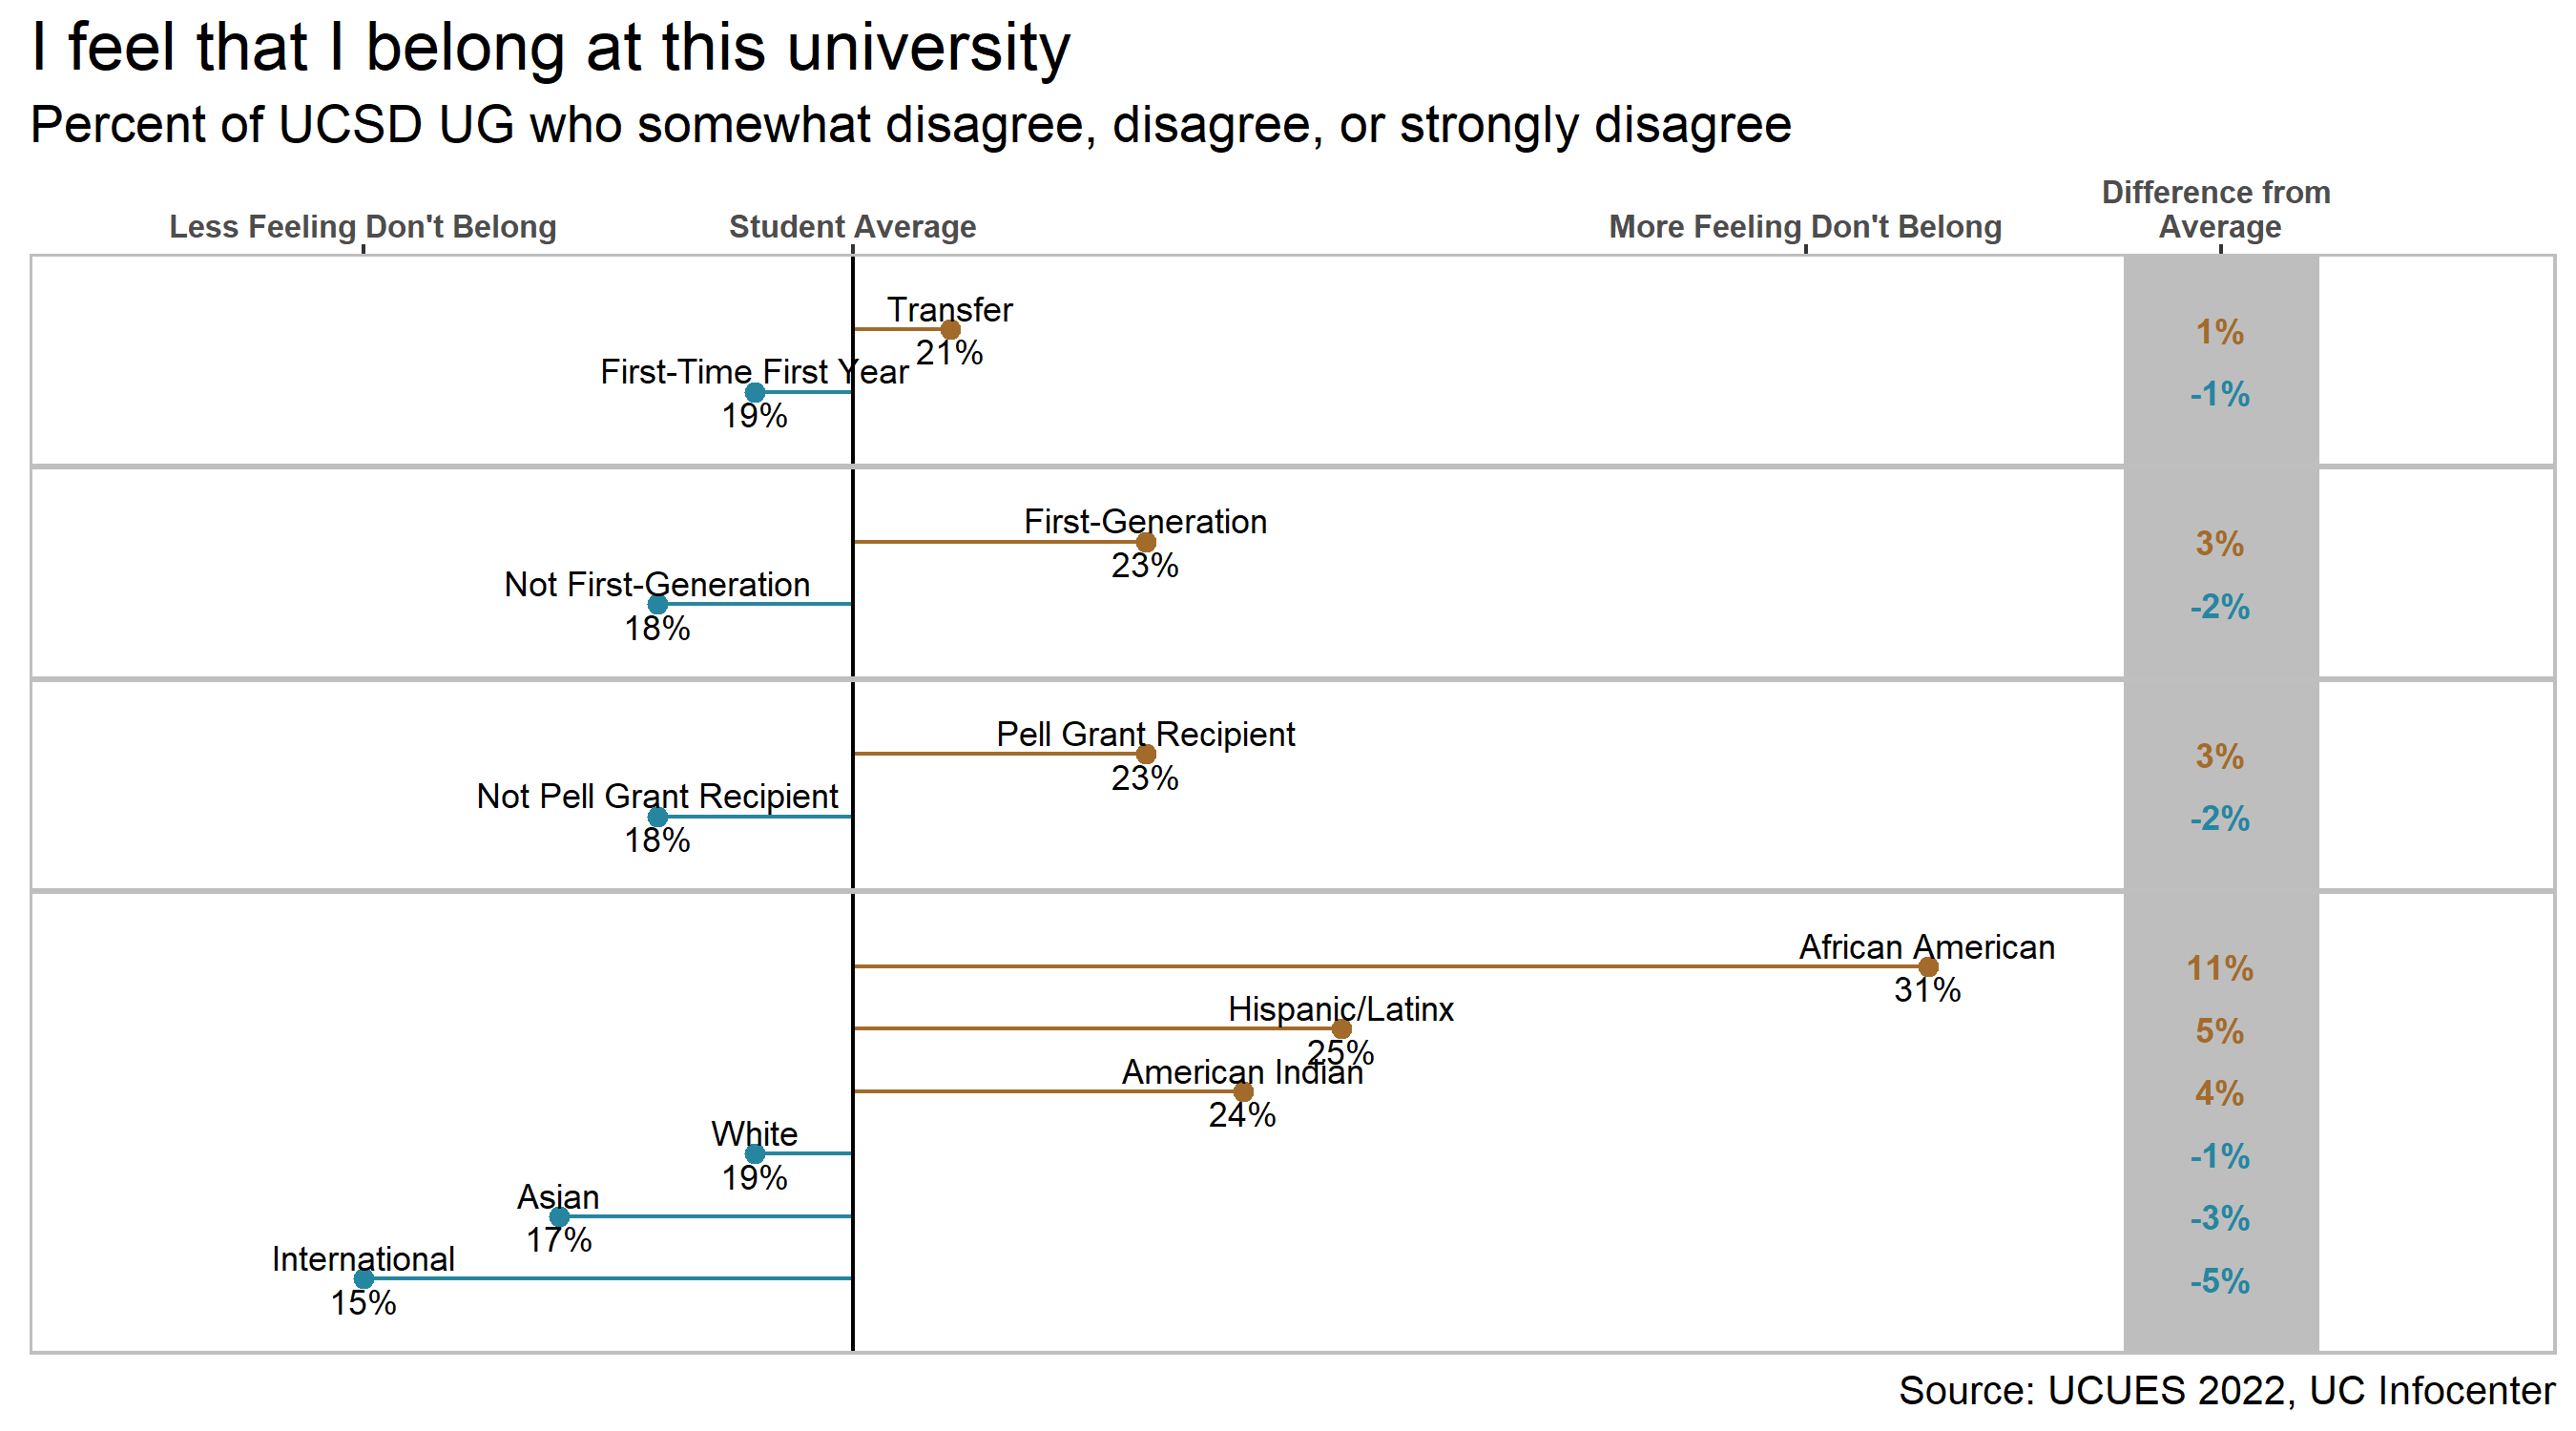 I feel that I belong at this university
Percent of UCSD UG who somewhat disagree, disagree, or strongly disagree
Less Feeling Don't Belong
Student Average
More Feeling Don't Belong
Difference from
Average
Transfer
21%
1%
First-Time First Year
19%
-1%
First-Generation
23%
3%
Not First-Generation
18%
-2%
Pell Grant Recipient
23%
3%
Not Pell Grant Recipient
18%
-2%
African American
31%
11%
Hispanic/Latinx
25%
5%
American Indian
24%
4%
White
19%
-1%
Asian
17%
-3%
International
15%
-5%
Source: UCUES 2022, UC Infocenter